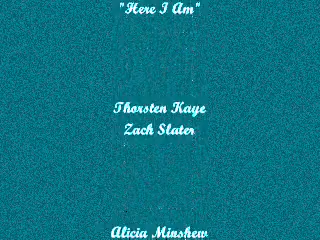 "Here I Am"
Thorsten Kaye
Zach Slater
Alicia Minshew